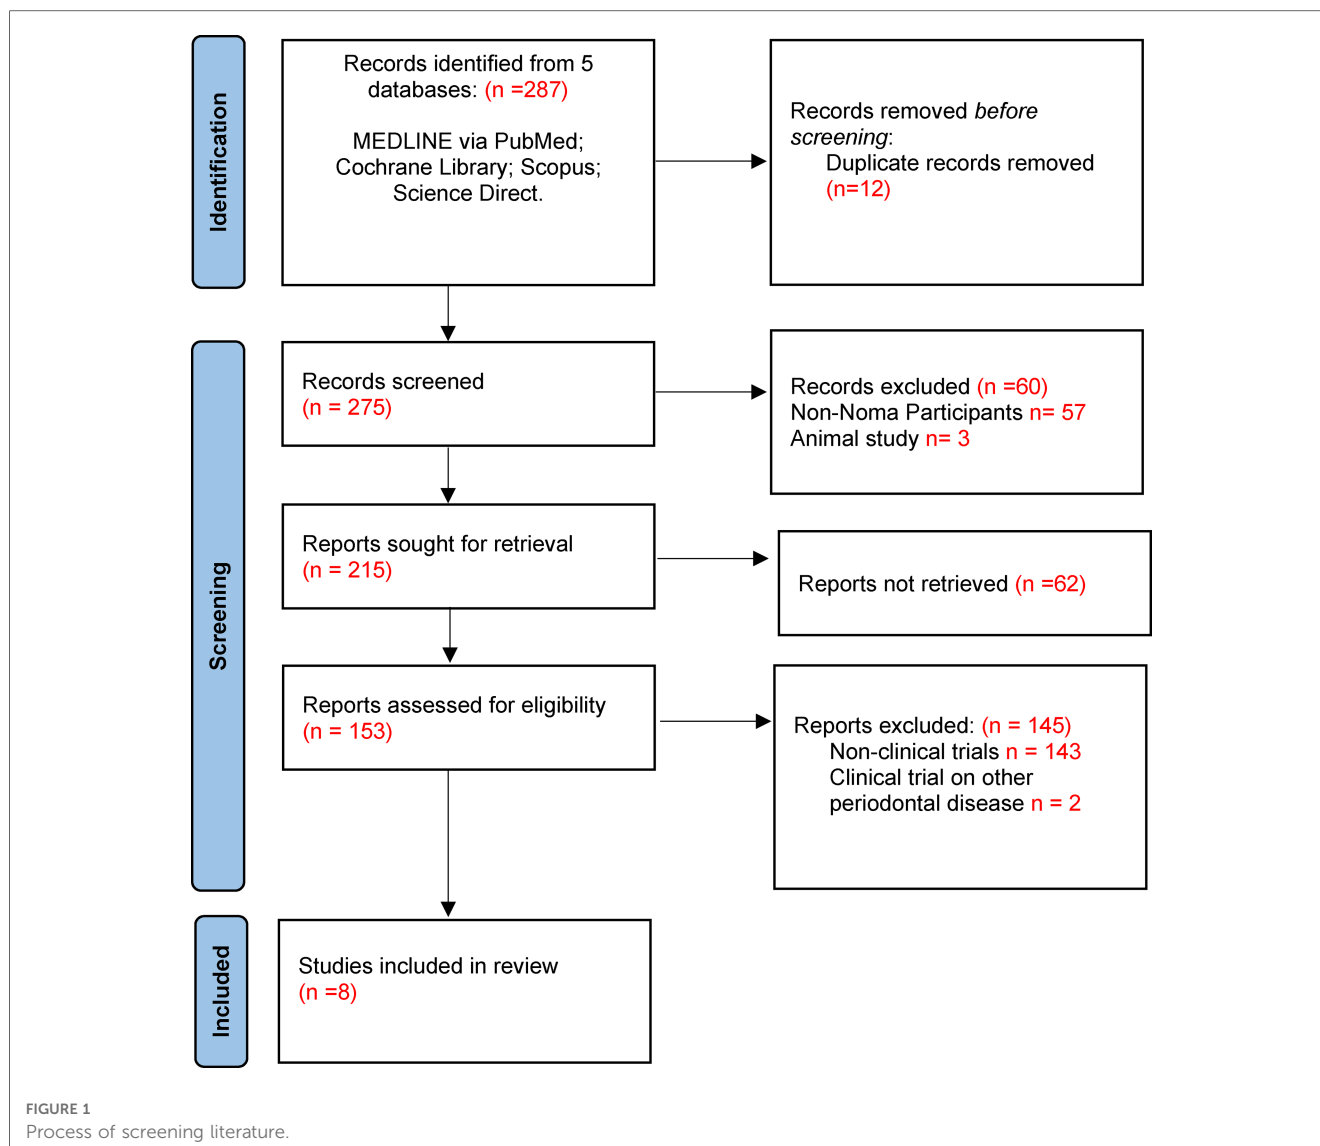 Identification
Records identified from 5
databases: (n =287)
MEDLINE via PubMed;
Cochrane Library; Scopus;
Science Direct.
Records removed before
screening:
Duplicate records removed
(n=12)
Screening
Records screened
(n = 275)
Records excluded (n =60)
Non-Noma Participants n= 57
Animal study n= 3
Reports sought for retrieval
(n = 215)
Reports not retrieved (n =62)
Reports assessed for eligibility
(n = 153)
Reports excluded: (n = 145)
Non-clinical trials n = 143
Clinical trial on other
periodontal disease n = 2
Included
Studies included in review
(n =8)
FIGURE 1
Process of screening literature.